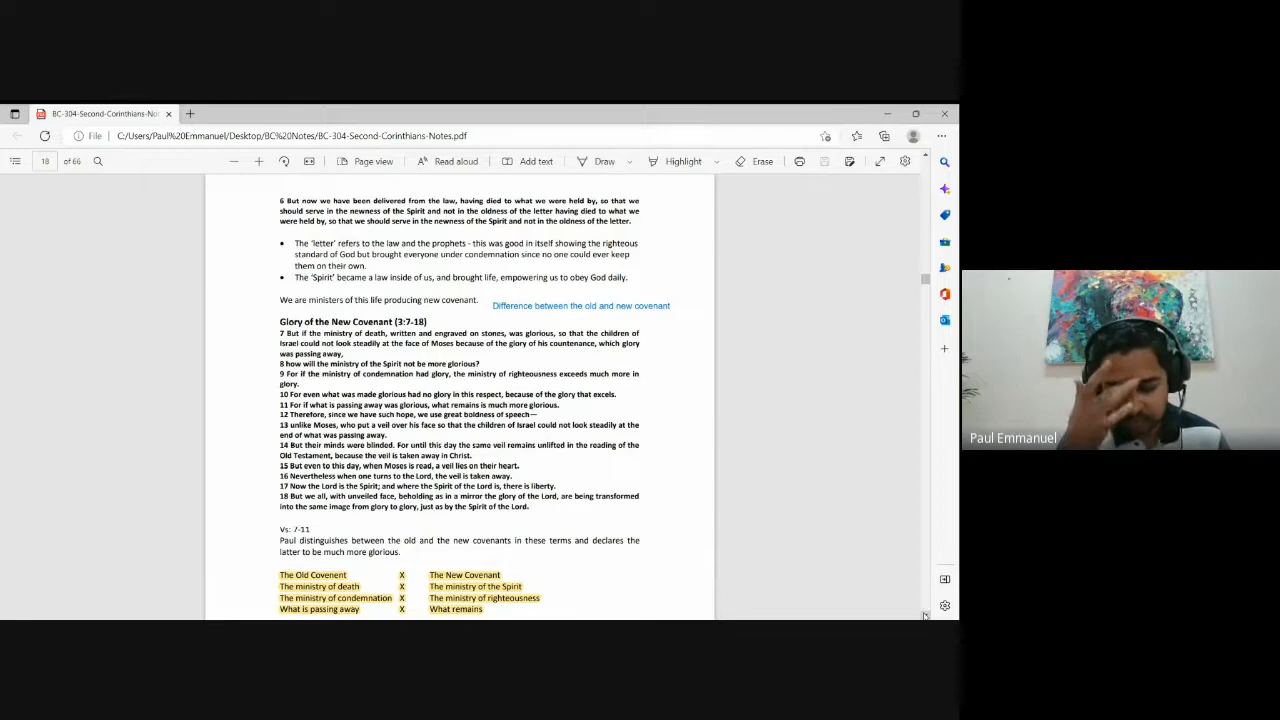 BC-304-Second-Corinthians-No
File C:/Users/Paul%20Emmanuel/Desktop/BC%20Notes/BC-304-Second-Corinthians-Notes.pdf
18 of 66 Page view Read aloud Add text Draw Highlight Erase
6 But now we have been delivered from the law, having died to what we were held by, so that we
should serve in the newness of the Spirit and not in the oldness of the letter having died to what we
were held by, so that we should serve in the newness of the Spirit and not in the oldness of the letter.
• The 'letter' refers to the law and the prophets - this was good in itself showing the righteous
standard of God but brought everyone under condemnation since no one could ever keep
them on their own.
• The 'Spirit' became a law inside of us, and brought life, empowering us to obey God daily.
We are ministers of this life producing new covenant.
Difference between the old and new covenant
Glory of the New Covenant (3:7-18)
7 But if the ministry of death, written and engraved on stones, was glorious, so that the children of
Israel could not look steadily at the face of Moses because of the glory of his countenance, which glory
was passing away,
8 how will the ministry of the Spirit not be more glorious?
9 For if the ministry of condemnation had glory, the ministry of righteousness exceeds much more in
glory.
10 For even what was made glorious had no glory in this respect, because of the glory that excels.
11 For if what is passing away was glorious, what remains is much more glorious.
12 Therefore, since we have such hope, we use great boldness of speech—
13 unlike Moses, who put a veil over his face so that the children of Israel could not look steadily at the
end of what was passing away.
14 But their minds were blinded. For until this day the same veil remains unlifted in the reading of the
Old Testament, because the veil is taken away in Christ.
15 But even to this day, when Moses is read, a veil lies on their heart.
16 Nevertheless when one turns to the Lord, the veil is taken away.
17 Now the Lord is the Spirit; and where the Spirit of the Lord is, there is liberty.
18 But we all, with unveiled face, beholding as in a mirror the glory of the Lord, are being transformed
into the same image from glory to glory, just as by the Spirit of the Lord.
Vs: 7-11
Paul distinguishes between the old and the new covenants in these terms and declares the
latter to be much more glorious.
The Old Covenent X The New Covenant
The ministry of death X The ministry of the Spirit
The ministry of condemnation X The ministry of righteousness
What is passing away X What remains
Paul Emmanuel